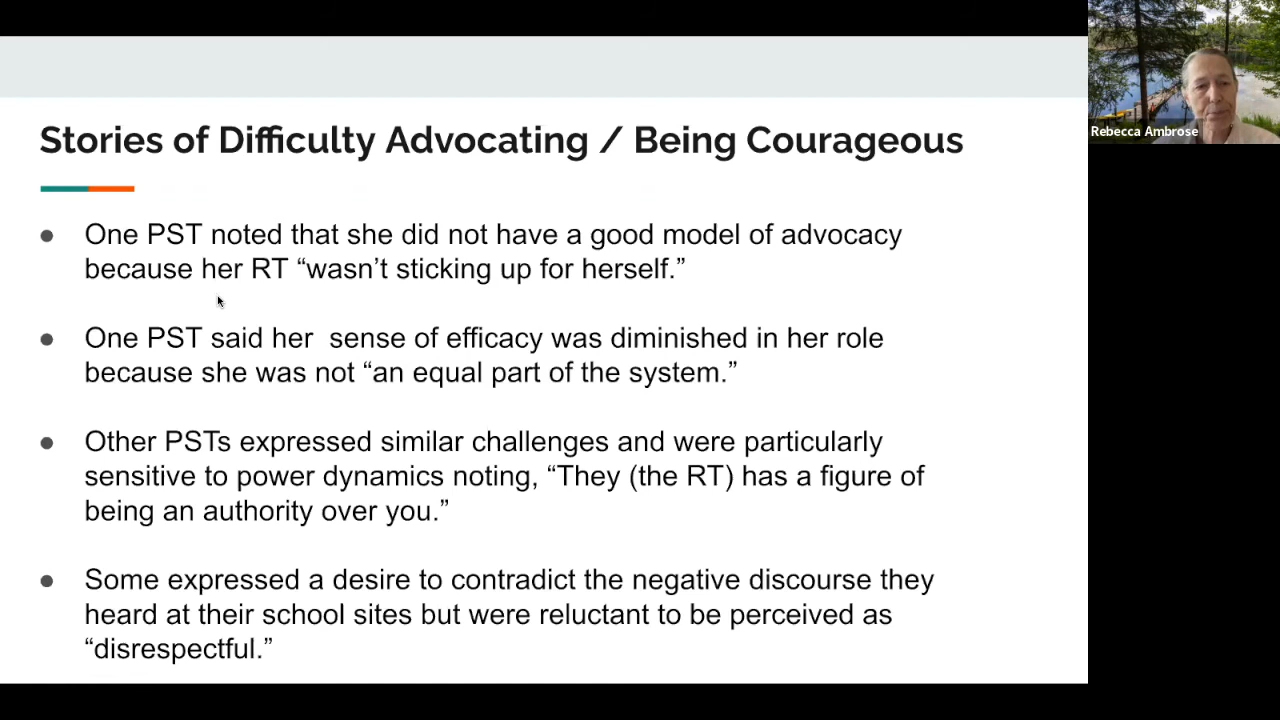 Stories of Difficulty Advocating / Being Courageous
● One PST noted that she did not have a good model of advocacy
because her RT “wasn’t sticking up for herself.”
● One PST said her  sense of efficacy was diminished in her role
because she was not “an equal part of the system.”
● Other PSTs expressed similar challenges and were particularly
sensitive to power dynamics noting, “They (the RT) has a figure of
being an authority over you.”
● Some expressed a desire to contradict the negative discourse they
heard at their school sites but were reluctant to be perceived as
“disrespectful.”
Rebecca Ambrose